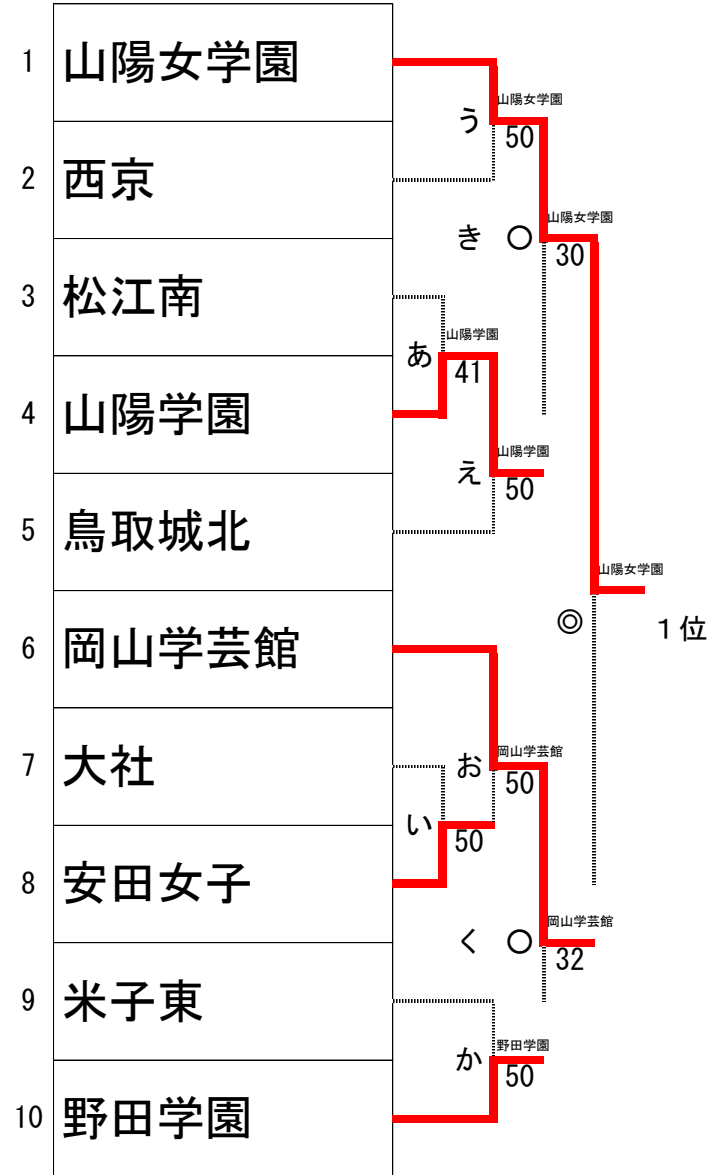 1 山陽女学園
山陽女学園
う 50
2 西京
山陽女学園
き ○ 30
3 松江南
山陽学園
あ 41
4 山陽学園
山陽学園
え 50
5 鳥取城北
山陽女学園
◎ 1位
6 岡山学芸館
岡山学芸館
7 大社
お 50
い 50
8 安田女子
岡山学芸館
く ○ 32
9 米子東
野田学園
か 50
10 野田学園